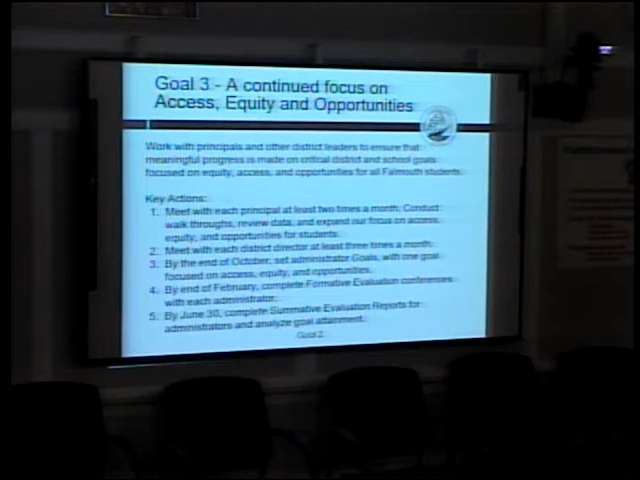 Goal 3 - A continued focus on
Access, Equity and Opportunities
Work with principals and other district leaders to ensure that
meaningful progress is made on critical district and school goals
focused on equity, access, and opportunities for all Falmouth students.
Key Actions:
1. Meet with each principal at least two times a month. Conduct
walk throughs, review data, and expand our focus on access,
equity, and opportunities for students.
2. Meet with each district director at least three times a month.
3. By the end of October, set administrator Goals, with one goal
focused on access, equity, and opportunities.
4. By end of February, complete Formative Evaluation conferences
with each administrator.
5. By June 30, complete Summative Evaluation Reports for
administrators and analyze goal attainment.
Goal 2